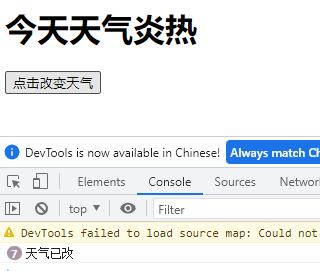 今天天气炎热
点击改变天气
DevTools is now available in Chinese! Always match Ch
Elements Console Sources Network
top Filter
DevTools failed to load source map: Could not
7 天气已改